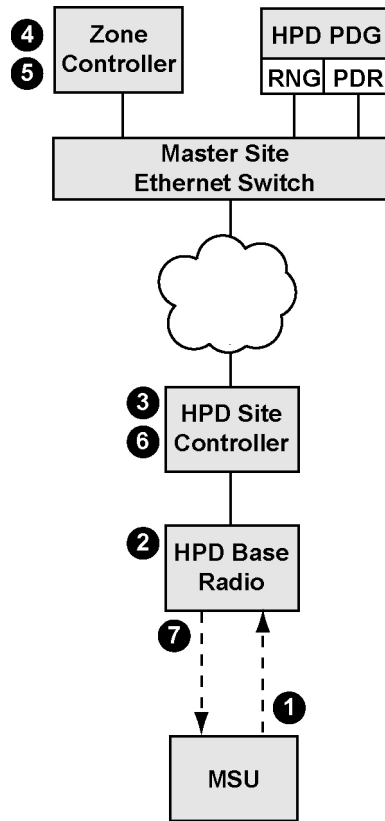 4
5
Zone
Controller
HPD PDG
RNG PDR
Master Site
Ethernet Switch
3
6
HPD Site
Controller
2
HPD Base
Radio
7
1
MSU